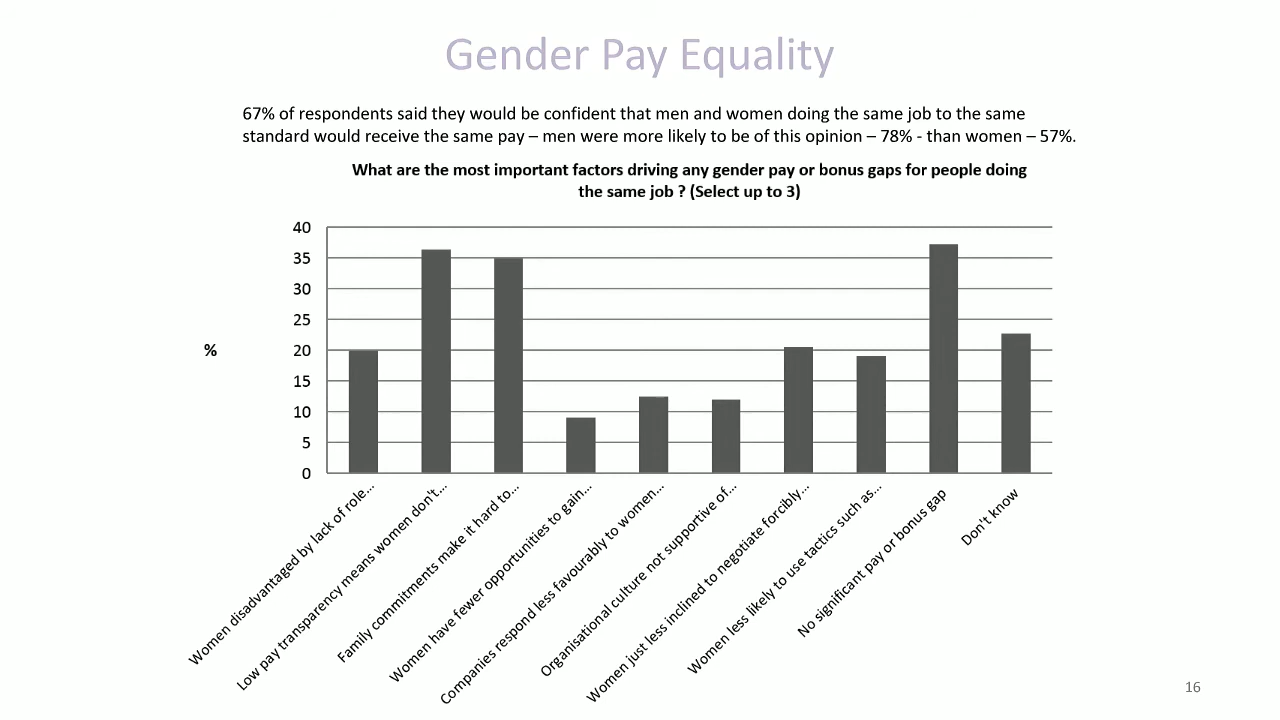 Gender Pay Equality
67% of respondents said they would be confident that men and women doing the same job to the same
standard would receive the same pay – men were more likely to be of this opinion – 78% - than women – 57%.
What are the most important factors driving any gender pay or bonus gaps for people doing
the same job ? (Select up to 3)
40
35
30
25
20
15
10
5
0
%
Women disadvantaged by lack of role...
Low pay transparency means women don't...
Family commitments make it hard to...
Women have fewer opportunities to gain...
Companies respond less favourably to women...
Organisational culture not supportive of...
Women just less inclined to negotiate forcibly...
Women less likely to use tactics such as...
No significant pay or bonus gap
Don't know
16